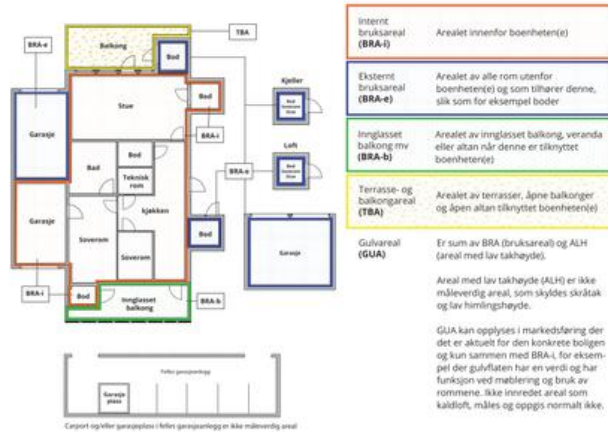 TBA
BRA-e
Balkong
Bod
Stue
Bod
Kjeller
Garasje
BRA-i
Bad
Bod
Teknisk
rom
Loft
BRA-e
kjøkken
Garasje
Soverom
Soverom
Bod
Garasje
BRA-i
Bod
Innglasset
balkong
BRA-b
Felles garasjeanlegg
Garasje
plass
Carport og/eller garasjeplass i felles garasjeanlegg er ikke måleverdig areal
Internt
bruksareal
(BRA-i)
Arealet innenfor boenheten(e)
Eksternt
bruksareal
(BRA-e)
Arealet av alle rom utenfor
boenheten(e) og som tilhører denne,
slik som for eksempel boder
Innglasset
balkong mv
(BRA-b)
Arealet av innglasset balkong, veranda
eller altan når denne er tilknyttet
boenheten(e)
Terrasse- og
balkongareal
(TBA)
Arealet av terrasser, åpne balkonger
og åpen altan tilknyttet boenheten(e)
Gulvareal
(GUA)
Er sum av BRA (bruksareal) og ALH
(areal med lav takhøyde).
Areal med lav takhøyde (ALH) er ikke
måleverdig areal, som skyldes skråtak
og lav himlingshøyde.
GUA kan opplyses i markedsføring der
det er aktuelt for den konkrete boligen
og kun sammen med BRA-i, for eksem-
pel der gulvflaten har en verdi og har
funksjon ved møblering og bruk av
rommene. Ikke innredet areal som
kaldloft, måles og oppgis normalt ikke.